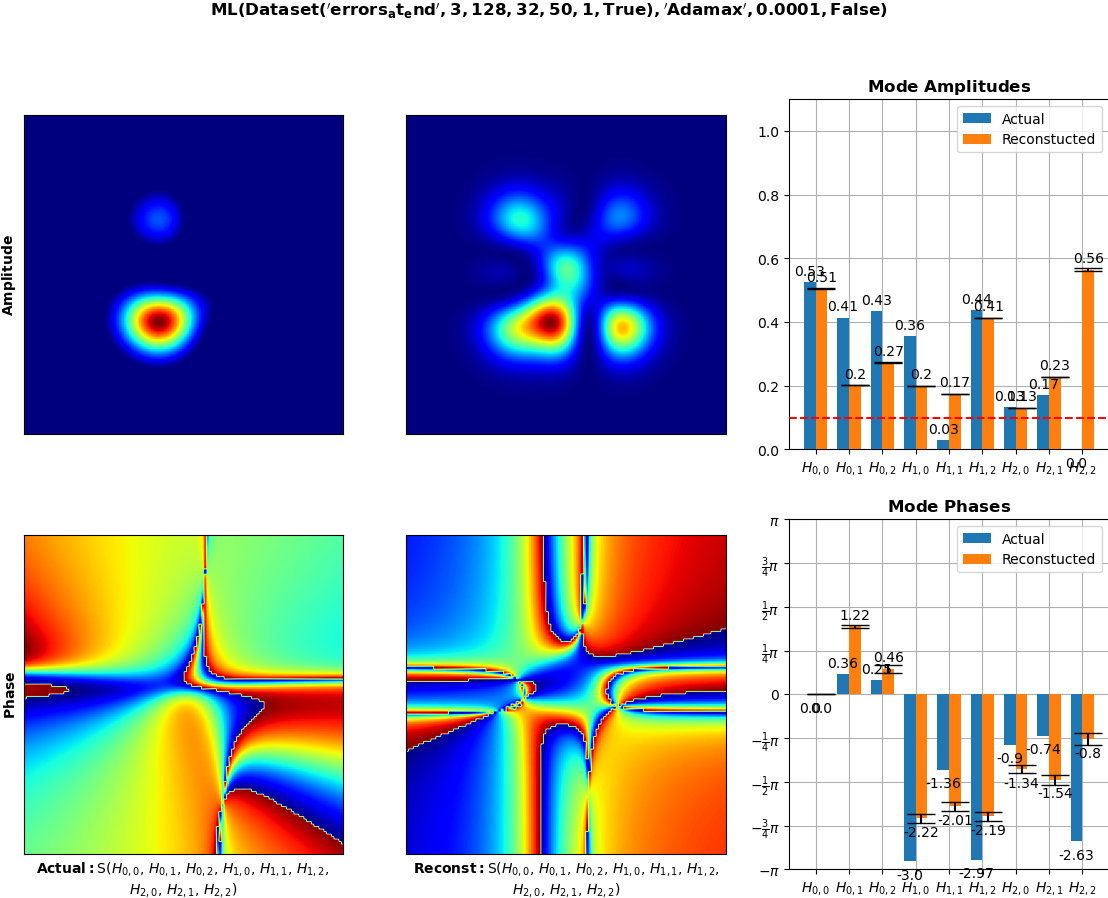 ML(Dataset(′errors_at_end′, 3, 128, 32, 50, 1, True), ′Adamax′, 0.0001, False)
Amplitude
Mode Amplitudes
Actual
Reconstucted
1.0
0.8
0.6
0.4
0.2
0.0
0.53
0.51
0.41
0.2
0.43
0.27
0.36
0.2
0.03
0.17
0.44
0.41
0.13
0.13
0.17
0.23
0.0
0.56
H0,0 H0,1 H0,2 H1,0 H1,1 H1,2 H2,0 H2,1 H2,2
Phase
Actual: S(H0,0, H0,1, H0,2, H1,0, H1,1, H1,2,
H2,0, H2,1, H2,2)
Reconst: S(H0,0, H0,1, H0,2, H1,0, H1,1, H1,2,
H2,0, H2,1, H2,2)
Mode Phases
Actual
Reconstucted
π
3/4π
1/2π
1/4π
0
−1/4π
−1/2π
−3/4π
−π
0.0
0.0
0.36
1.22
0.25
0.46
-3.0
-2.22
-1.36
-2.01
-2.97
-2.19
-0.9
-1.34
-0.74
-1.54
-2.63
-0.8
H0,0 H0,1 H0,2 H1,0 H1,1 H1,2 H2,0 H2,1 H2,2